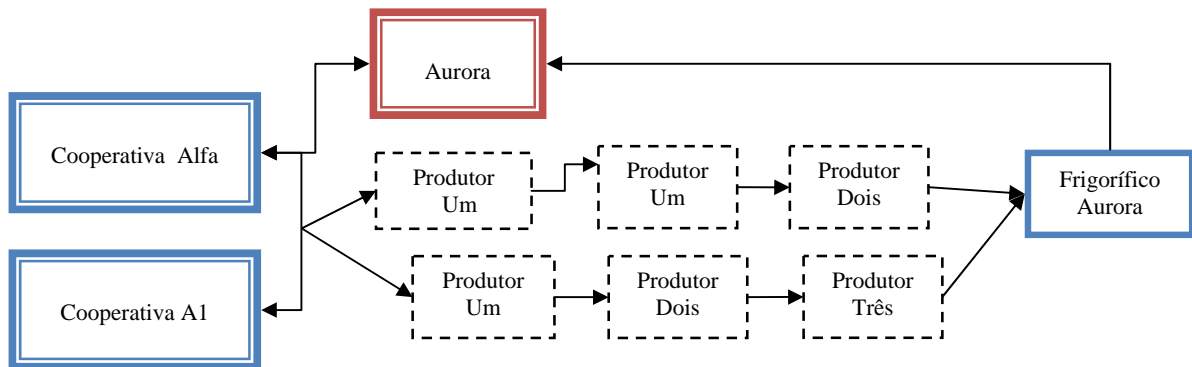 Aurora
Cooperativa Alfa
Produtor
Um
Produtor
Um
Produtor
Dois
Frigorífico
Aurora
Cooperativa A1
Produtor
Um
Produtor
Dois
Produtor
Três